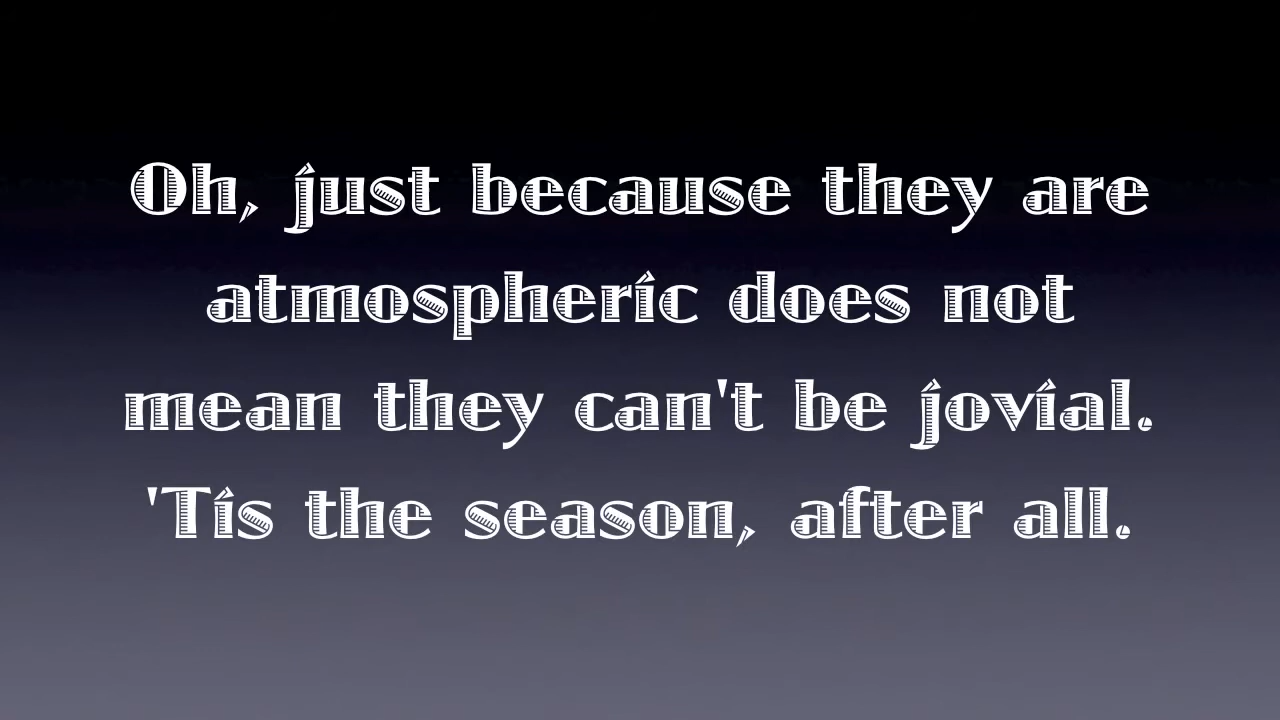 Oh, just because they are
atmospheric does not
mean they can't be jovial.
'Tis the season, after all.